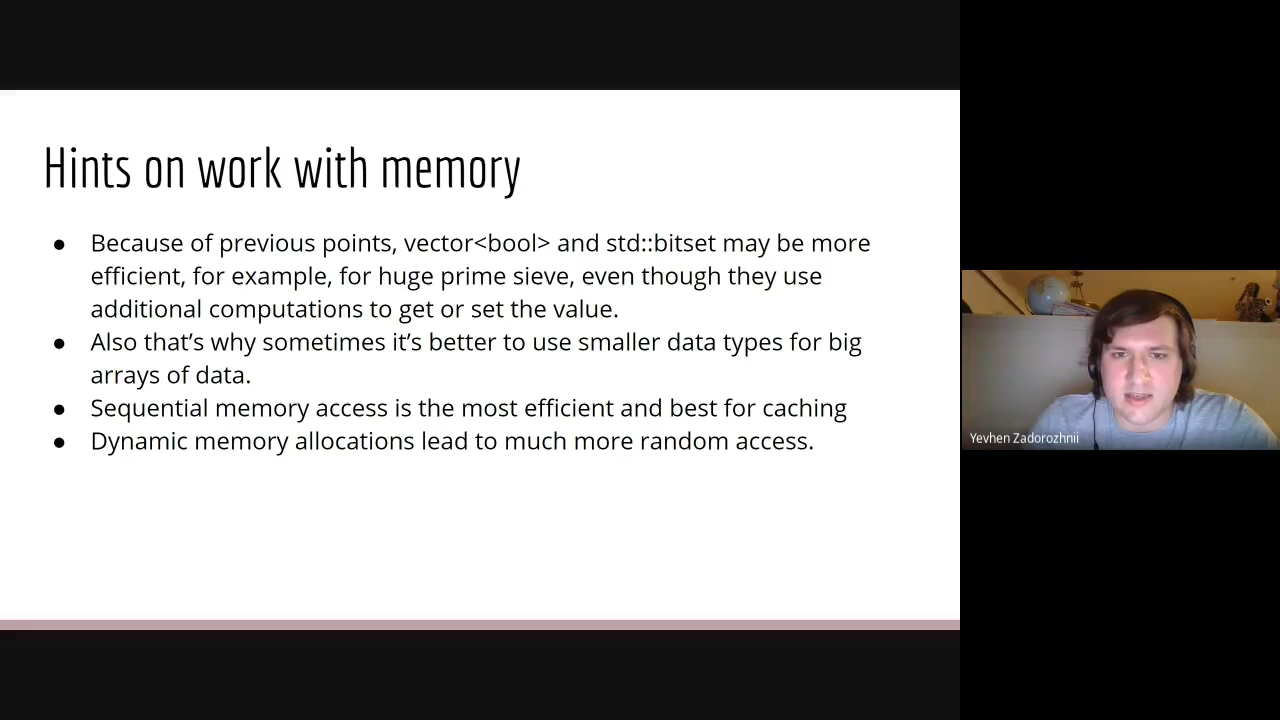 Hints on work with memory
● Because of previous points, vector<bool> and std::bitset may be more
efficient, for example, for huge prime sieve, even though they use
additional computations to get or set the value.
● Also that’s why sometimes it’s better to use smaller data types for big
arrays of data.
● Sequential memory access is the most efficient and best for caching
● Dynamic memory allocations lead to much more random access.
Yevhen Zadorozhnii